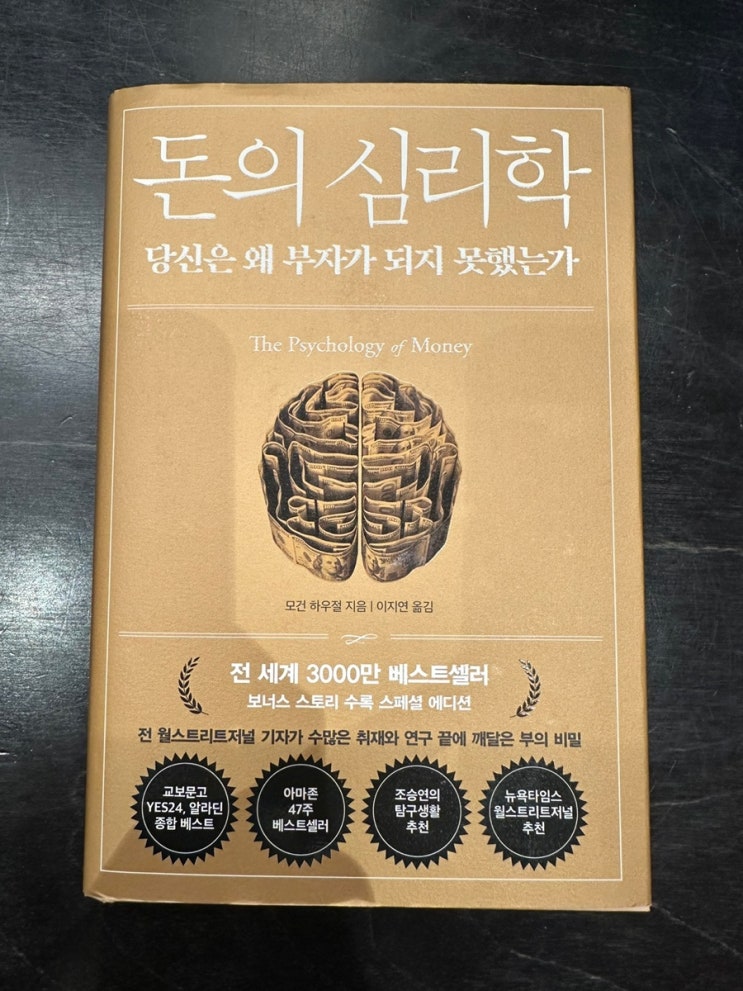 돈의 심리학
당신은 왜 부자가 되지 못했는가
The Psychology of Money
모건 하우절 지음 | 이지연 옮김
전 세계 3000만 베스트셀러
보너스 스토리 수록 스페셜 에디션
전 월스트리트저널 기자가 수많은 취재와 연구 끝에 깨달은 부의 비밀
교보문고
YES24, 알라딘
종합 베스트
아마존
47주
베스트셀러
조승연의
탐구생활
추천
뉴욕타임스
월스트리트저널
추천